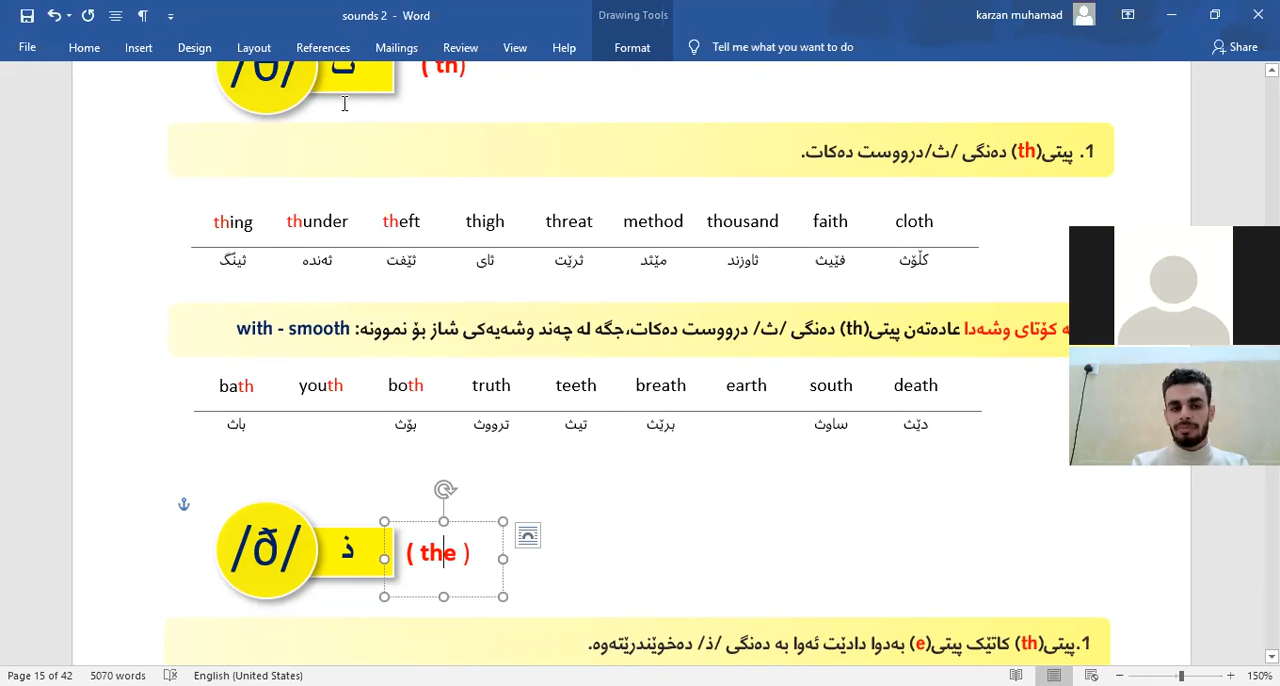 sounds 2 - Word
Drawing Tools
karzan muhamad
File Home Insert Design Layout References Mailings Review View Help Format Tell me what you want to do Share
/θ/ ث ( th)
1. پیتی(th) دەنگی /ث/درووست دەکات.
thing thunder theft thigh threat method thousand faith cloth
ثینگ ثەندە ثێفت ثای ثرێت مێثد ثاوزند فێیث کڵۆث
کۆتای وشەدا عادەتەن پیتی(th) دەنگی /ث/ درووست دەکات،جگە لە چەند وشەیەکی شاز بۆ نموونە: with - smooth
bath youth both truth teeth breath earth south death
باث بۆث ترووث تیث برێث ساوث دێث
/ð/ ذ ( the )
1.پیتی(th) کاتێک پیتی(e) بەدوا دادێت ئەوا بە دەنگی /ذ/ دەخوێندرێتەوە.
Page 15 of 42 5070 words English (United States) 150%